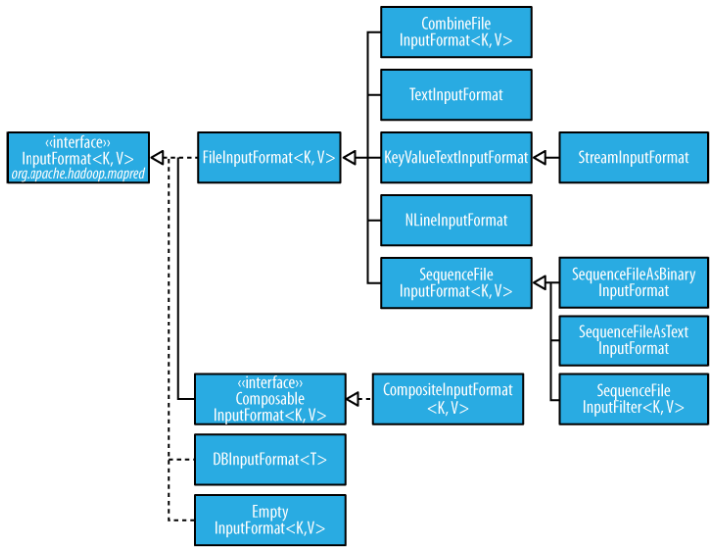 CombineFile
InputFormat<K, V>
TextInputFormat
‹‹interface››
InputFormat<K, V>
org.apache.hadoop.mapred
FileInputFormat<K, V>
KeyValueTextInputFormat
StreamInputFormat
NLineInputFormat
SequenceFile
InputFormat<K, V>
SequenceFileAsBinary
InputFormat
SequenceFileAsText
InputFormat
SequenceFile
InputFilter<K, V>
‹‹interface››
Composable
InputFormat<K, V>
CompositeInputFormat
<K, V>
DBInputFormat<T>
Empty
InputFormat<K,V>